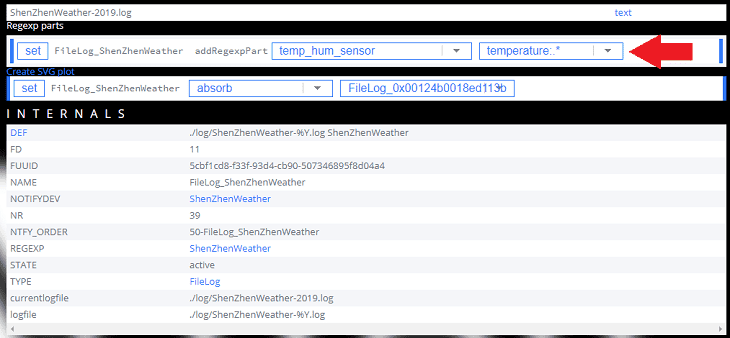 ShenZhenWeather-2019.log text
Regexp parts
set FileLog_ShenZhenWeather addRegexpPart temp_hum_sensor temperature:.*
Create SVG plot
set FileLog_ShenZhenWeather absorb FileLog_0x00124b0018ed113b
INTERNALS
DEF ./log/ShenZhenWeather-%Y.log ShenZhenWeather
FD 11
FUUID 5cbf1cd8-f33f-93d4-cb90-507346895f8d04a4
NAME FileLog_ShenZhenWeather
NOTIFYDEV ShenZhenWeather
NR 39
NTFY_ORDER 50-FileLog_ShenZhenWeather
REGEXP ShenZhenWeather
STATE active
TYPE FileLog
currentlogfile ./log/ShenZhenWeather-2019.log
logfile ./log/ShenZhenWeather-%Y.log